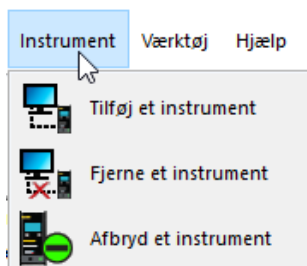 Instrument Værktøj Hjælp
Tilføj et instrument
Fjerne et instrument
Afbryd et instrument